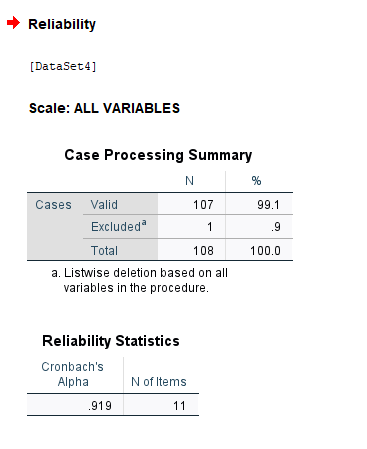 Reliability
[DataSet4]
Scale: ALL VARIABLES
Case Processing Summary
N %
Cases Valid 107 99.1
Excludedᵃ 1 .9
Total 108 100.0
a. Listwise deletion based on all
variables in the procedure.
Reliability Statistics
Cronbach's
Alpha N of Items
.919 11